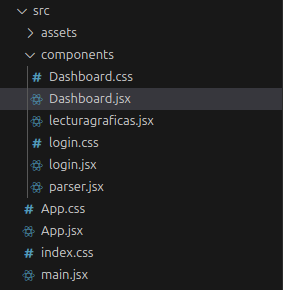 src
assets
components
# Dashboard.css
Dashboard.jsx
lecturagraficas.jsx
# login.css
login.jsx
parser.jsx
# App.css
App.jsx
# index.css
main.jsx